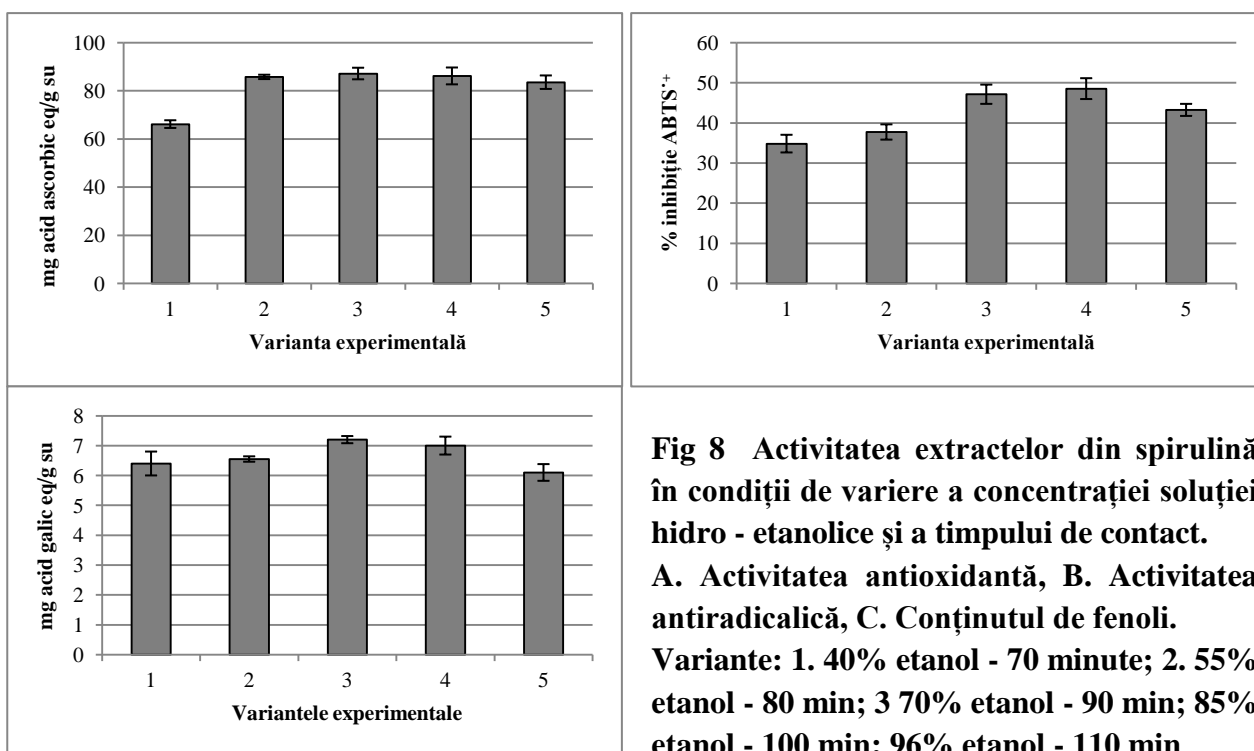 mg acid ascorbic eq/g su
100
80
60
40
20
0
1 2 3 4 5
Varianta experimentală
% inhibiție ABTS·+
60
50
40
30
20
10
0
1 2 3 4 5
Varianta experimentală
mg acid galic eq/g su
8
7
6
5
4
3
2
1
0
1 2 3 4 5
Variantele experimentale
Fig 8 Activitatea extractelor din spirulină
în condiții de variere a concentrației soluției
hidro - etanolice și a timpului de contact.
A. Activitatea antioxidantă, B. Activitatea
antiradicalică, C. Conținutul de fenoli.
Variante: 1. 40% etanol - 70 minute; 2. 55%
etanol - 80 min; 3 70% etanol - 90 min; 85%
etanol - 100 min; 96% etanol - 110 min